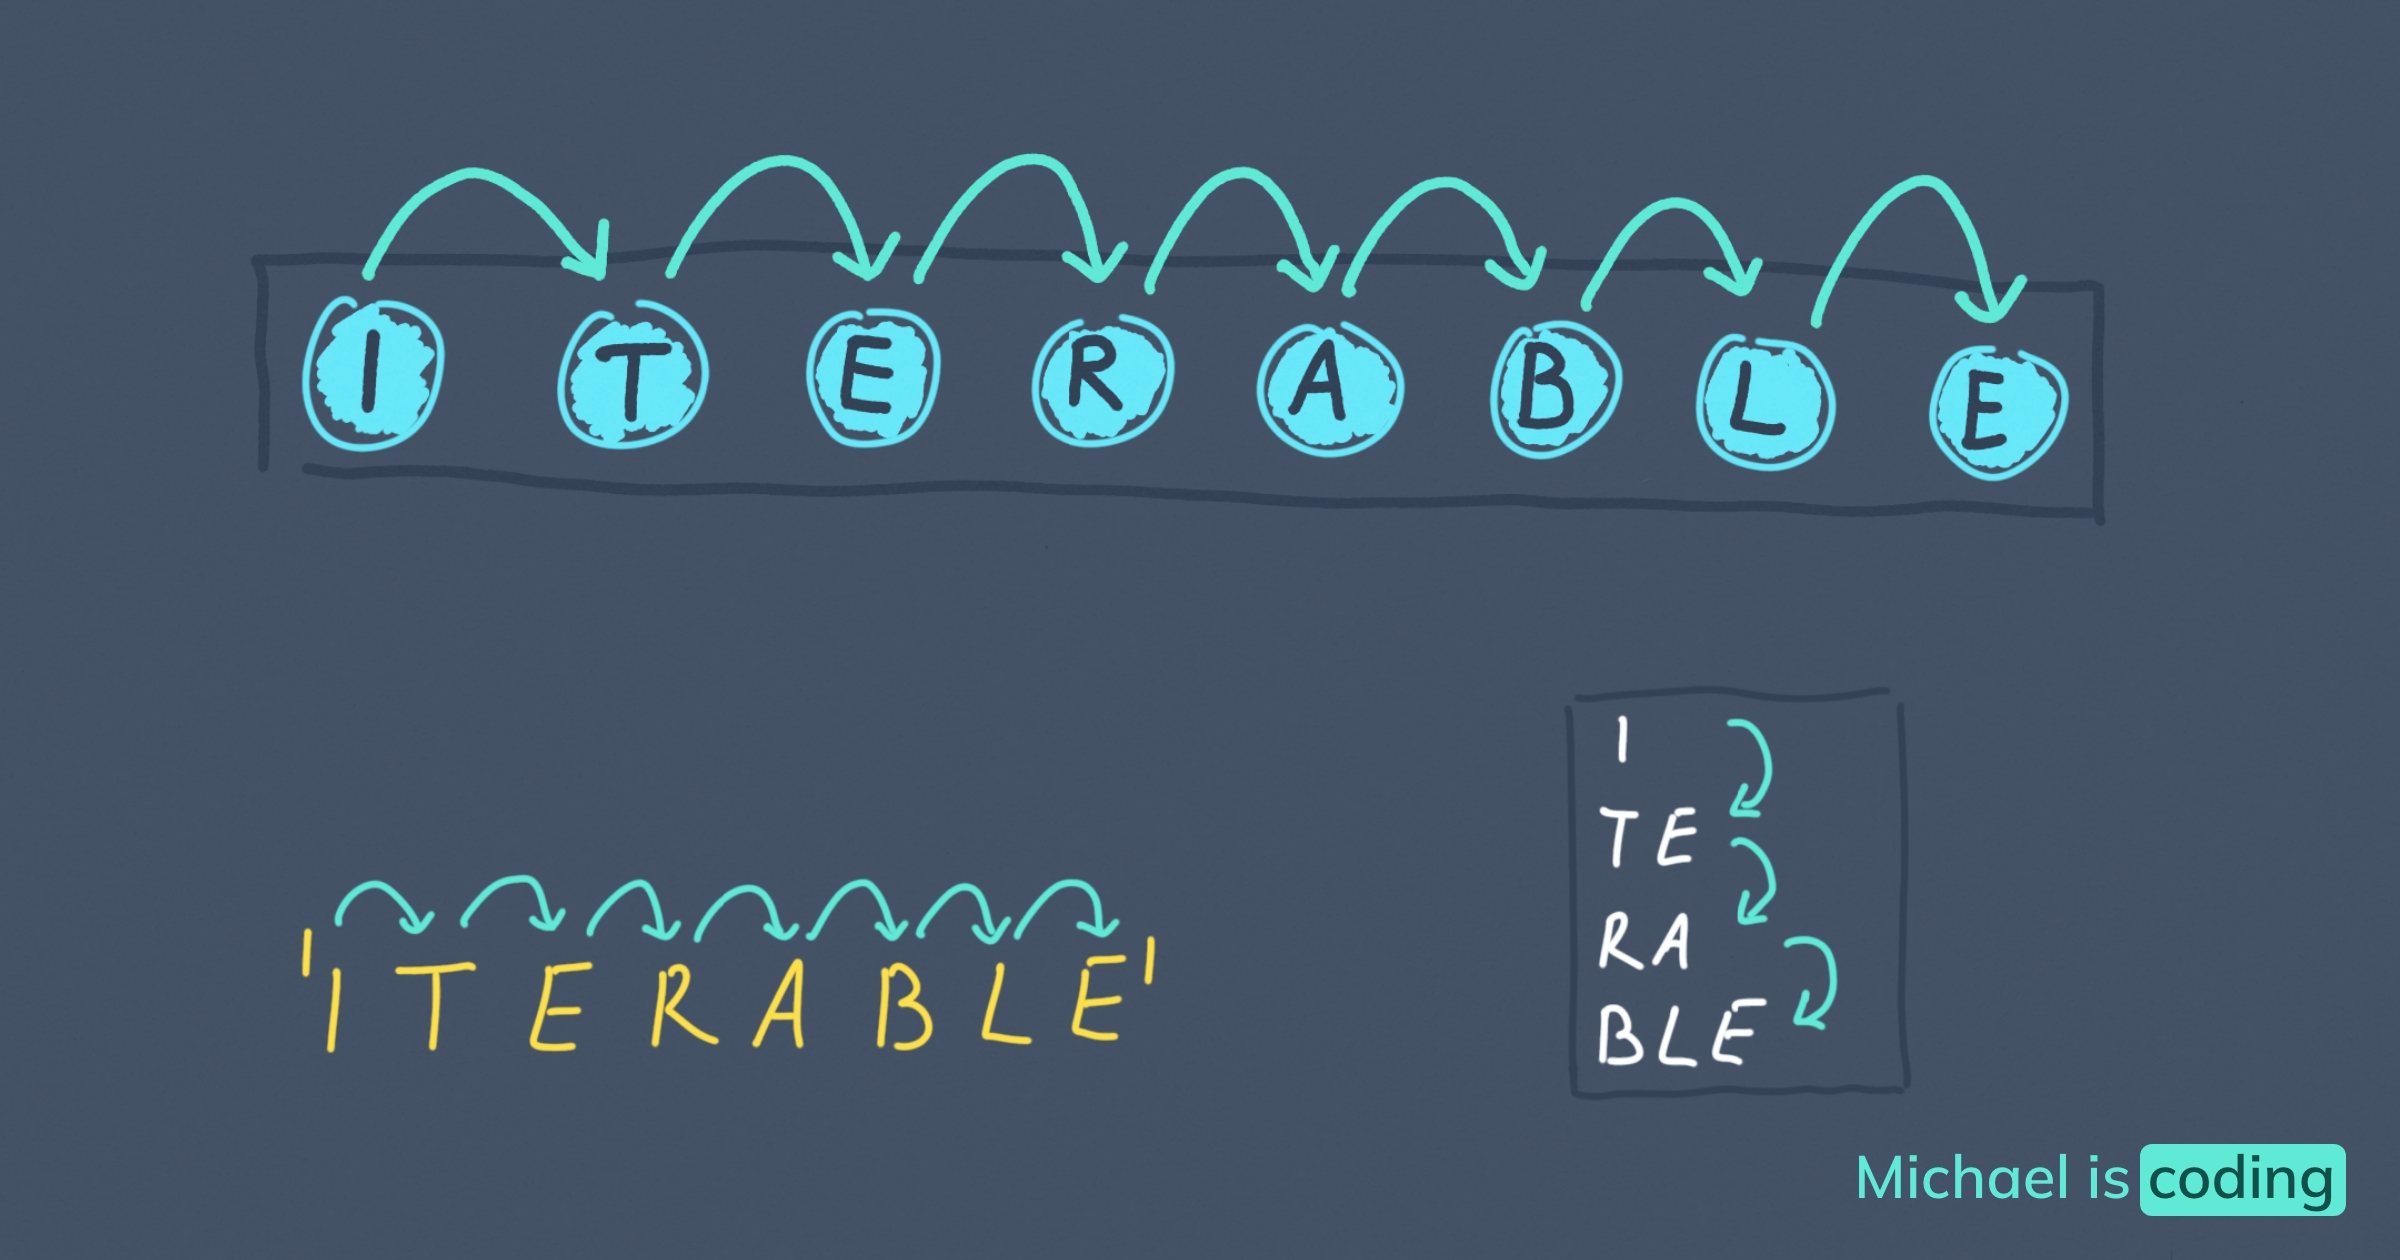 I T E R A B L E
'ITERABLE'
I
TE
RA
BLE
Michael is coding